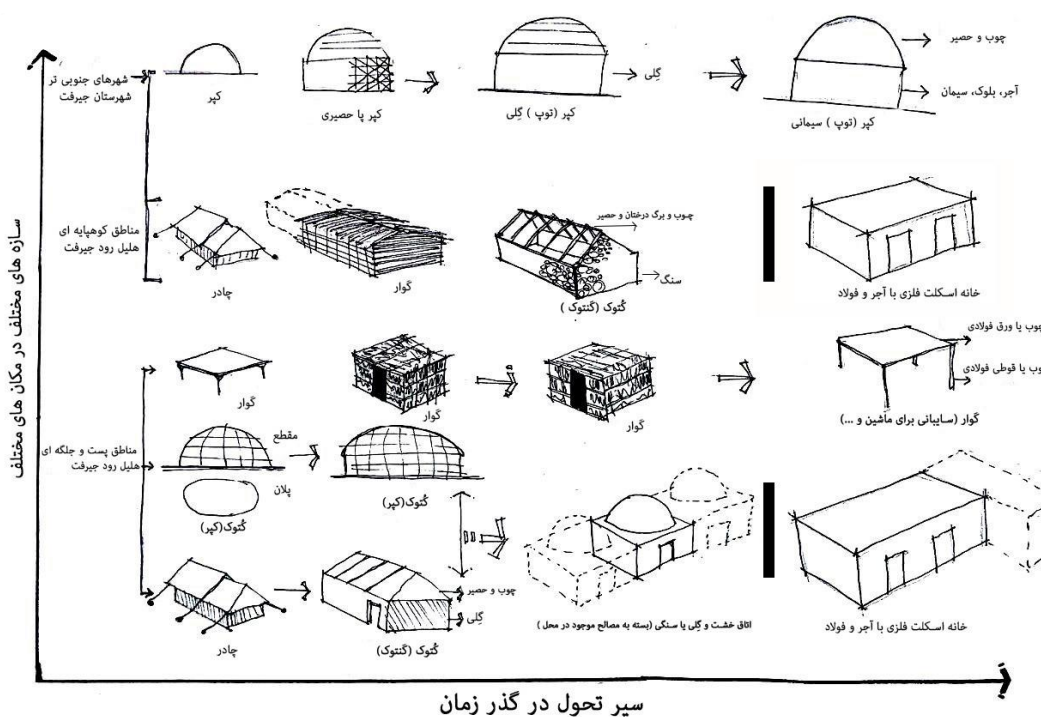 چوب و حصیر
آجر، بلوک، سیمان
گِلی
شهرهای جنوبی تر
شهرستان جیرفت
کپر
کپر پا حصیری
کپر (توپ ) گِلی
کپر (توپ ) سیمانی
سازه های مختلف در مکان های مختلف
مناطق کوهپایه ای
هلیل رود جیرفت
چوب و برگ درختان و حصیر
سنگ
چادر
گوار
کُتوک (گنتوک )
خانه اسکلت فلزی با آجر و فولاد
چوب یا ورق فولادی
چوب یا قوطی فولادی
گوار
گوار
گوار
گوار (سایبانی برای ماشین و ...)
مناطق پست و جلگه ای
هلیل رود جیرفت
مقطع
پلان
کُتوک(کپر)
کُتوک(کپر)
چوب و حصیر
گِلی
چادر
کُتوک (گنتوک)
اتاق خشت و گِلی یا سنگی (بسته به مصالح موجود در محل )
خانه اسکلت فلزی با آجر و فولاد
سیر تحول در گذر زمان